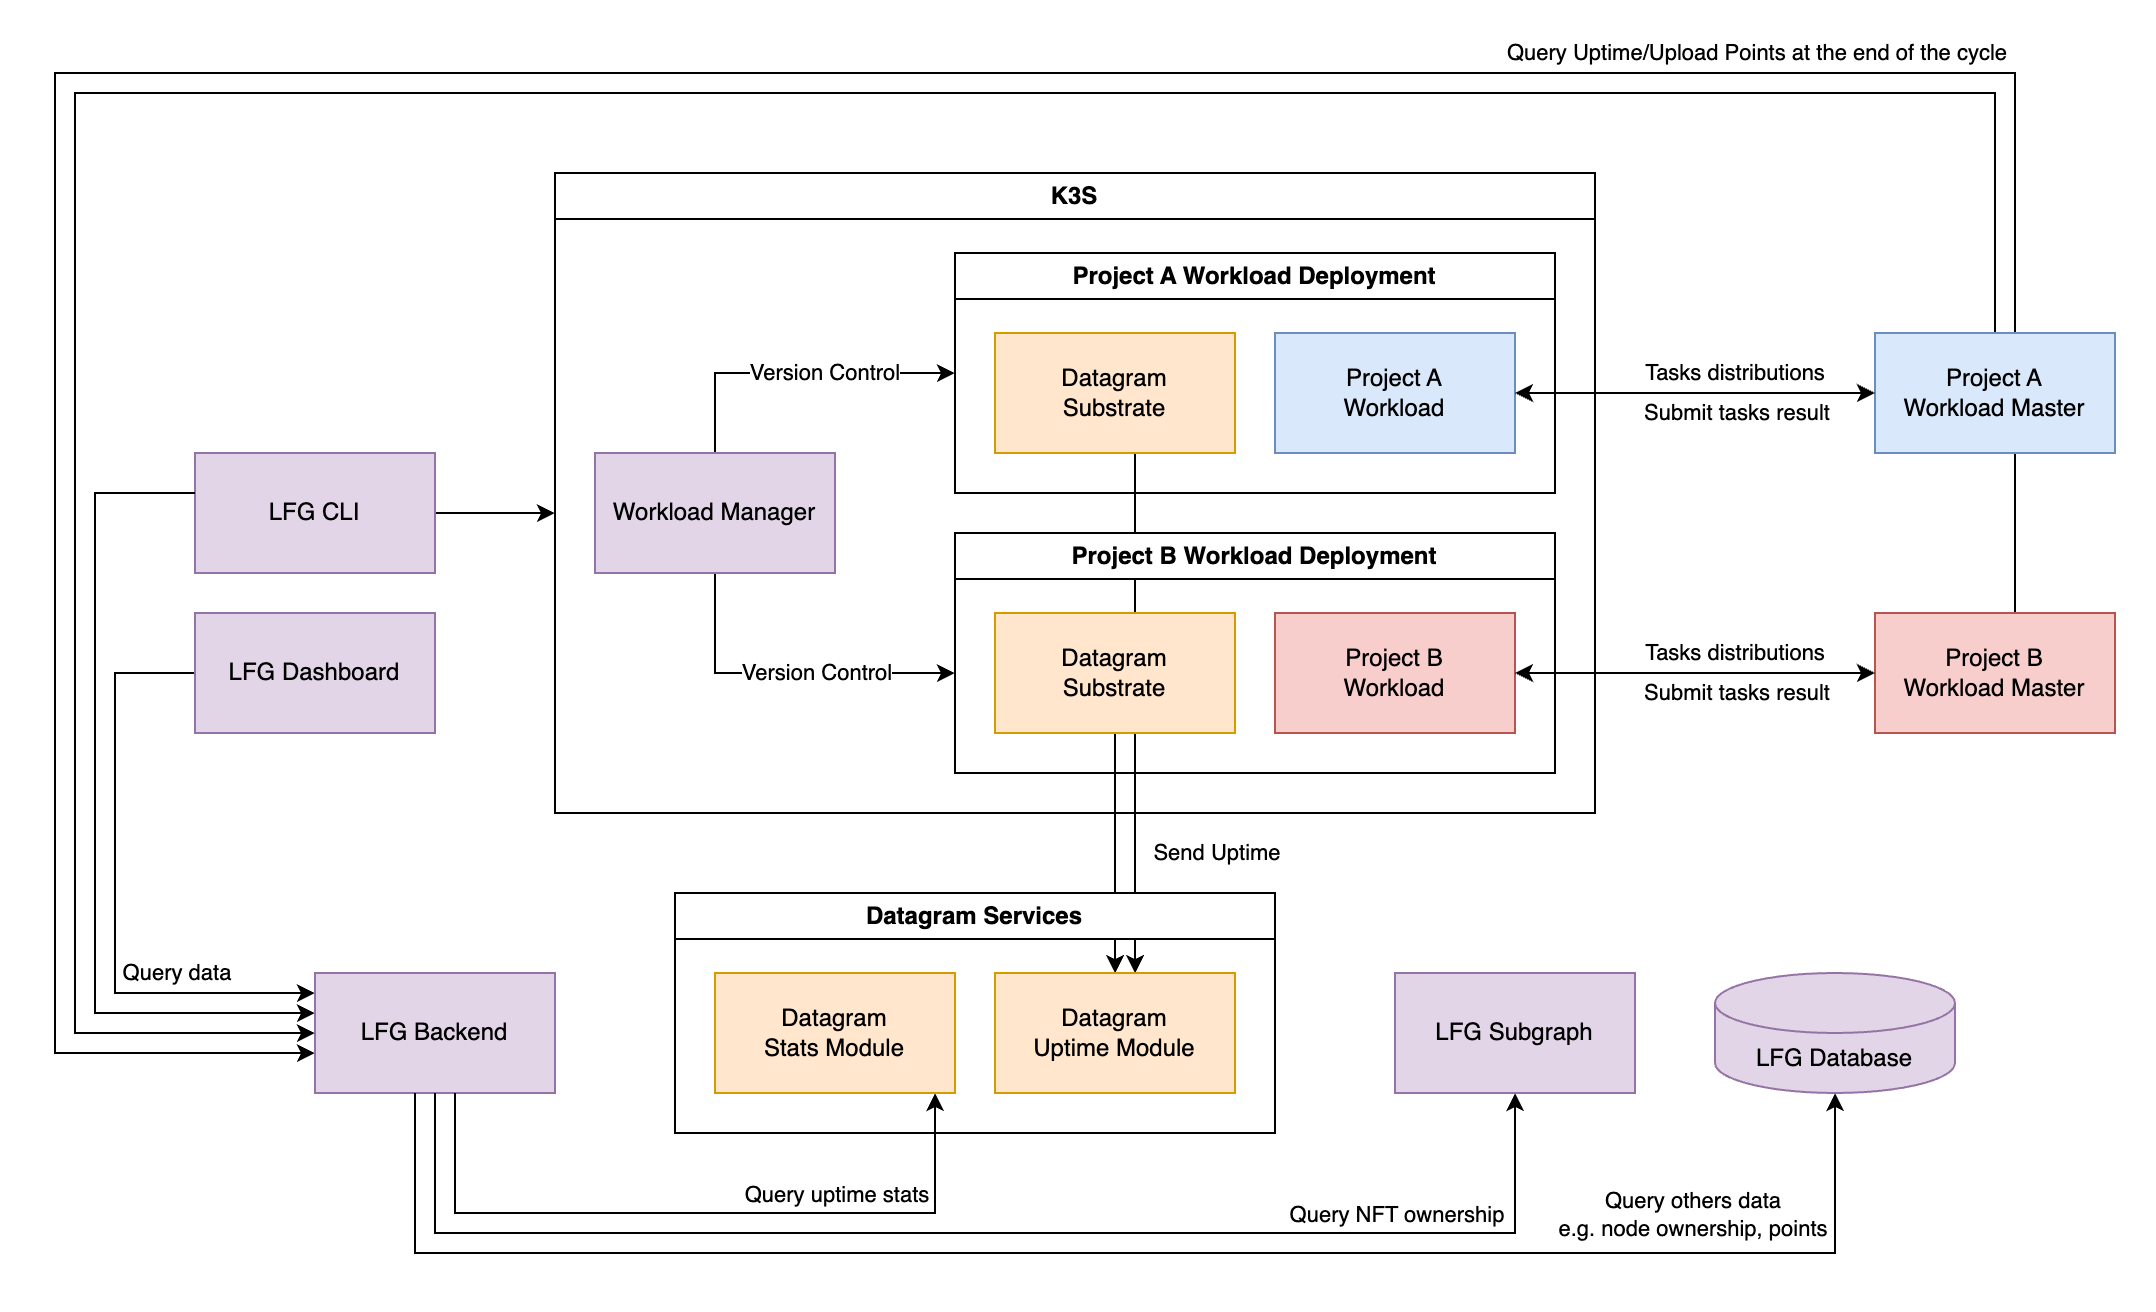 Query Uptime/Upload Points at the end of the cycle
K3S
Project A Workload Deployment
Datagram
Substrate
Project A
Workload
Version Control
Tasks distributions
Submit tasks result
Project A
Workload Master
LFG CLI
Workload Manager
Project B Workload Deployment
Datagram
Substrate
Project B
Workload
Version Control
Tasks distributions
Submit tasks result
Project B
Workload Master
LFG Dashboard
Send Uptime
Datagram Services
Query data
LFG Backend
Datagram
Stats Module
Datagram
Uptime Module
LFG Subgraph
LFG Database
Query uptime stats
Query NFT ownership
Query others data
e.g. node ownership, points